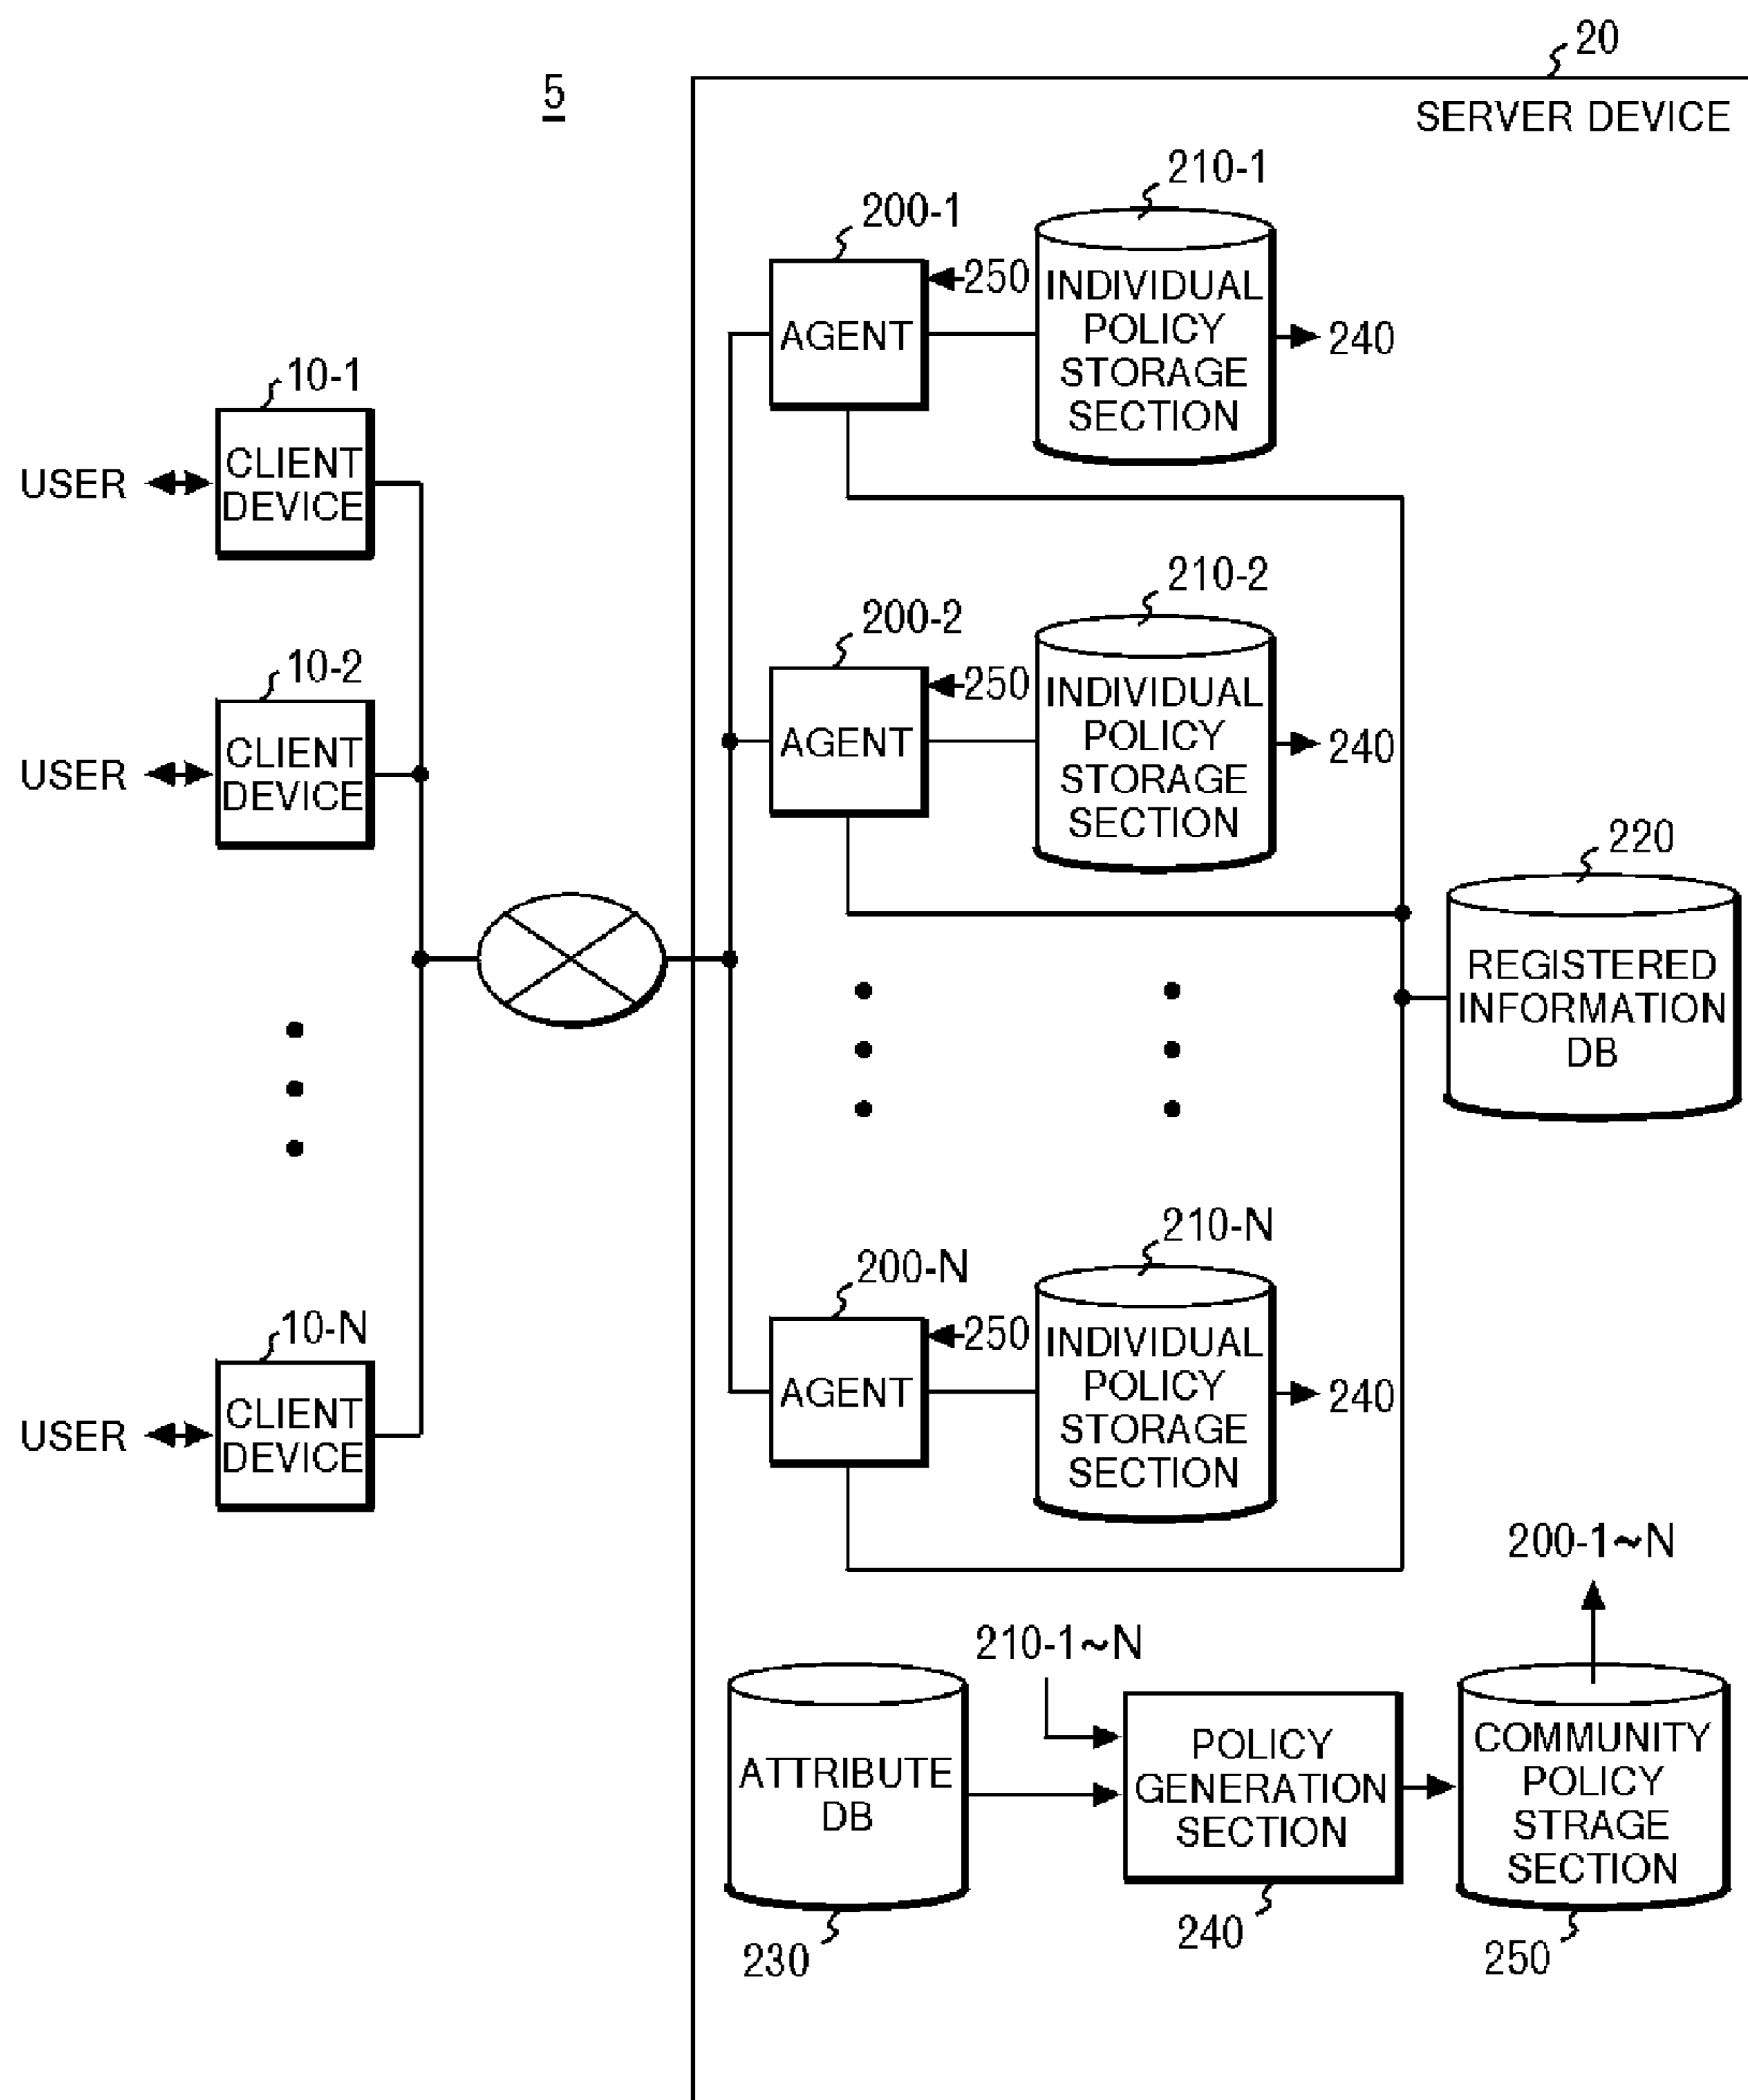 20
5
SERVER DEVICE
210-1
200-1
250
INDIVIDUAL
POLICY
STORAGE
SECTION
AGENT
240
10-1
USER
CLIENT
DEVICE
210-2
200-2
250
INDIVIDUAL
POLICY
STORAGE
SECTION
AGENT
240
10-2
USER
CLIENT
DEVICE
220
REGISTERED
INFORMATION
DB
210-N
200-N
250
INDIVIDUAL
POLICY
STORAGE
SECTION
AGENT
240
10-N
USER
CLIENT
DEVICE
200-1~N
210-1~N
ATTRIBUTE
DB
POLICY
GENERATION
SECTION
COMMUNITY
POLICY
STRAGE
SECTION
230
240
250